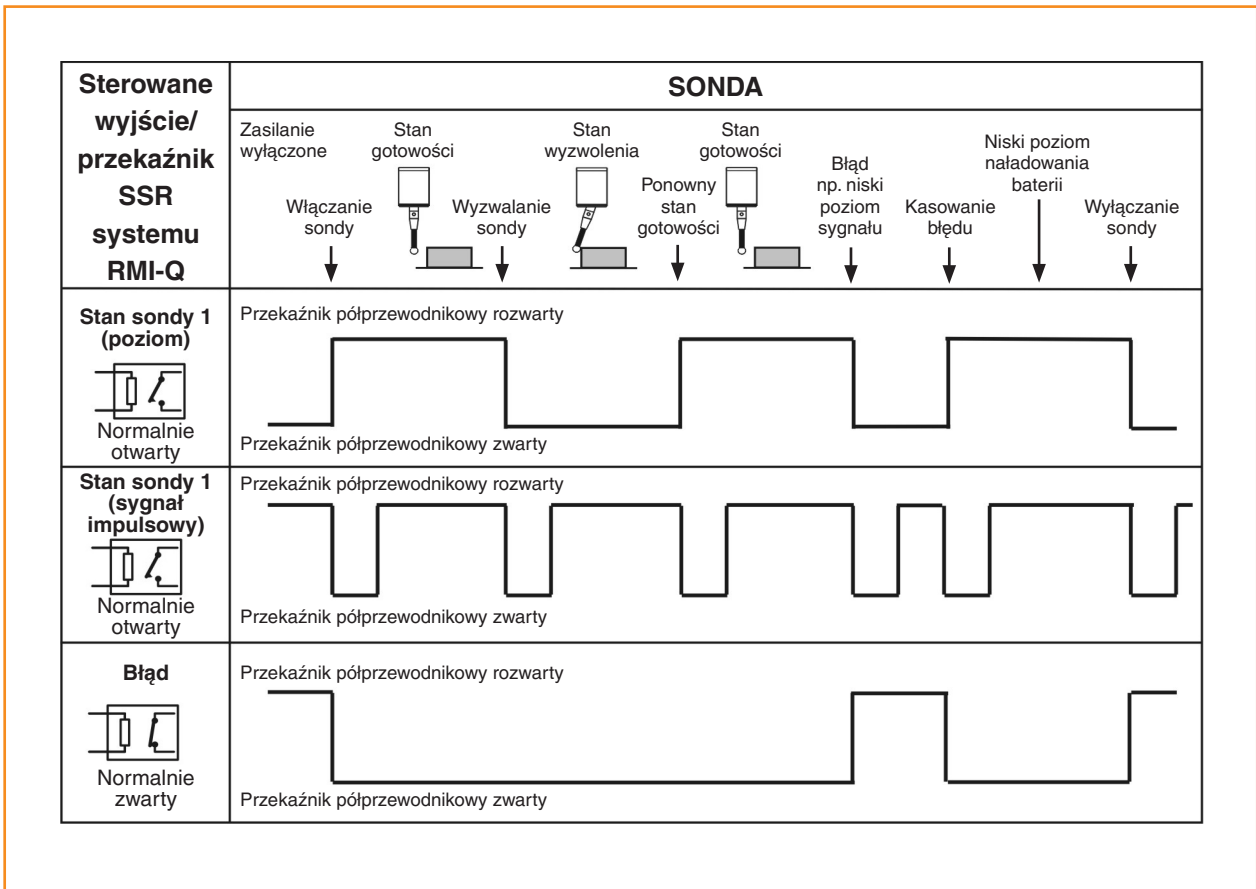 Sterowane
wyjście/
przekaźnik
SSR
systemu
RMI-Q
SONDA
Zasilanie
wyłączone
Włączanie
sondy
Stan
gotowości
Wyzwalanie
sondy
Stan
wyzwolenia
Ponowny
stan
gotowości
Stan
gotowości
Błąd
np. niski
poziom
sygnału
Kasowanie
błędu
Niski poziom
naładowania
baterii
Wyłączanie
sondy
Stan sondy 1
(poziom)
Normalnie
otwarty
Przekaźnik półprzewodnikowy rozwarty
Przekaźnik półprzewodnikowy zwarty
Stan sondy 1
(sygnał
impulsowy)
Normalnie
otwarty
Przekaźnik półprzewodnikowy rozwarty
Przekaźnik półprzewodnikowy zwarty
Błąd
Normalnie
zwarty
Przekaźnik półprzewodnikowy rozwarty
Przekaźnik półprzewodnikowy zwarty